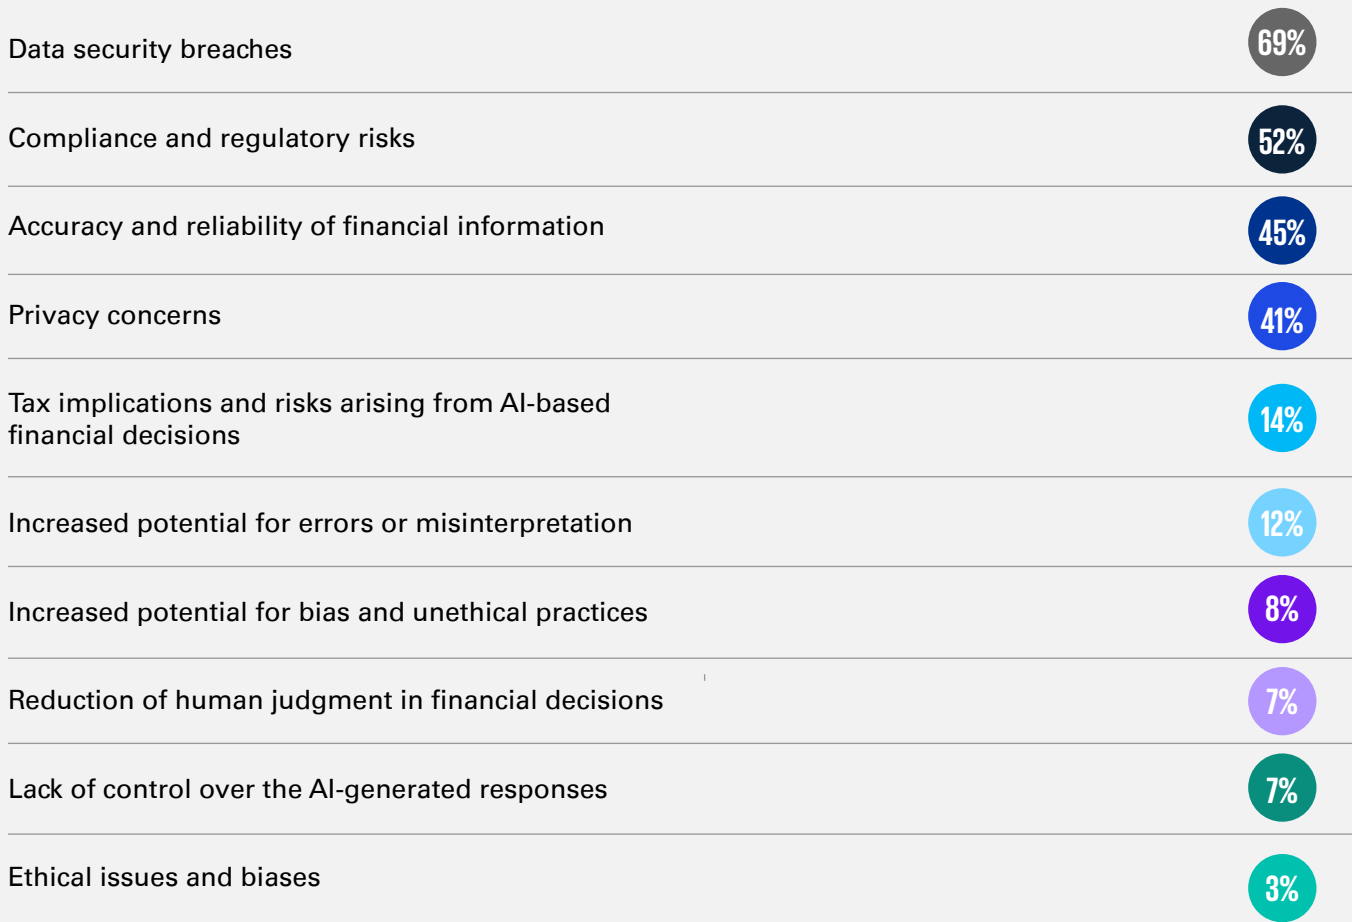 Data security breaches 69%
Compliance and regulatory risks 52%
Accuracy and reliability of financial information 45%
Privacy concerns 41%
Tax implications and risks arising from AI-based
financial decisions 14%
Increased potential for errors or misinterpretation 12%
Increased potential for bias and unethical practices 8%
Reduction of human judgment in financial decisions 7%
Lack of control over the AI-generated responses 7%
Ethical issues and biases 3%